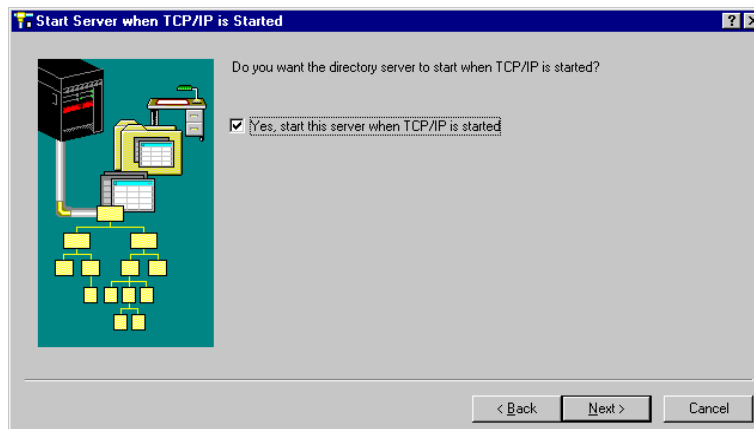 Start Server when TCP/IP is Started
Do you want the directory server to start when TCP/IP is started?
Yes, start this server when TCP/IP is started
< Back
Next >
Cancel